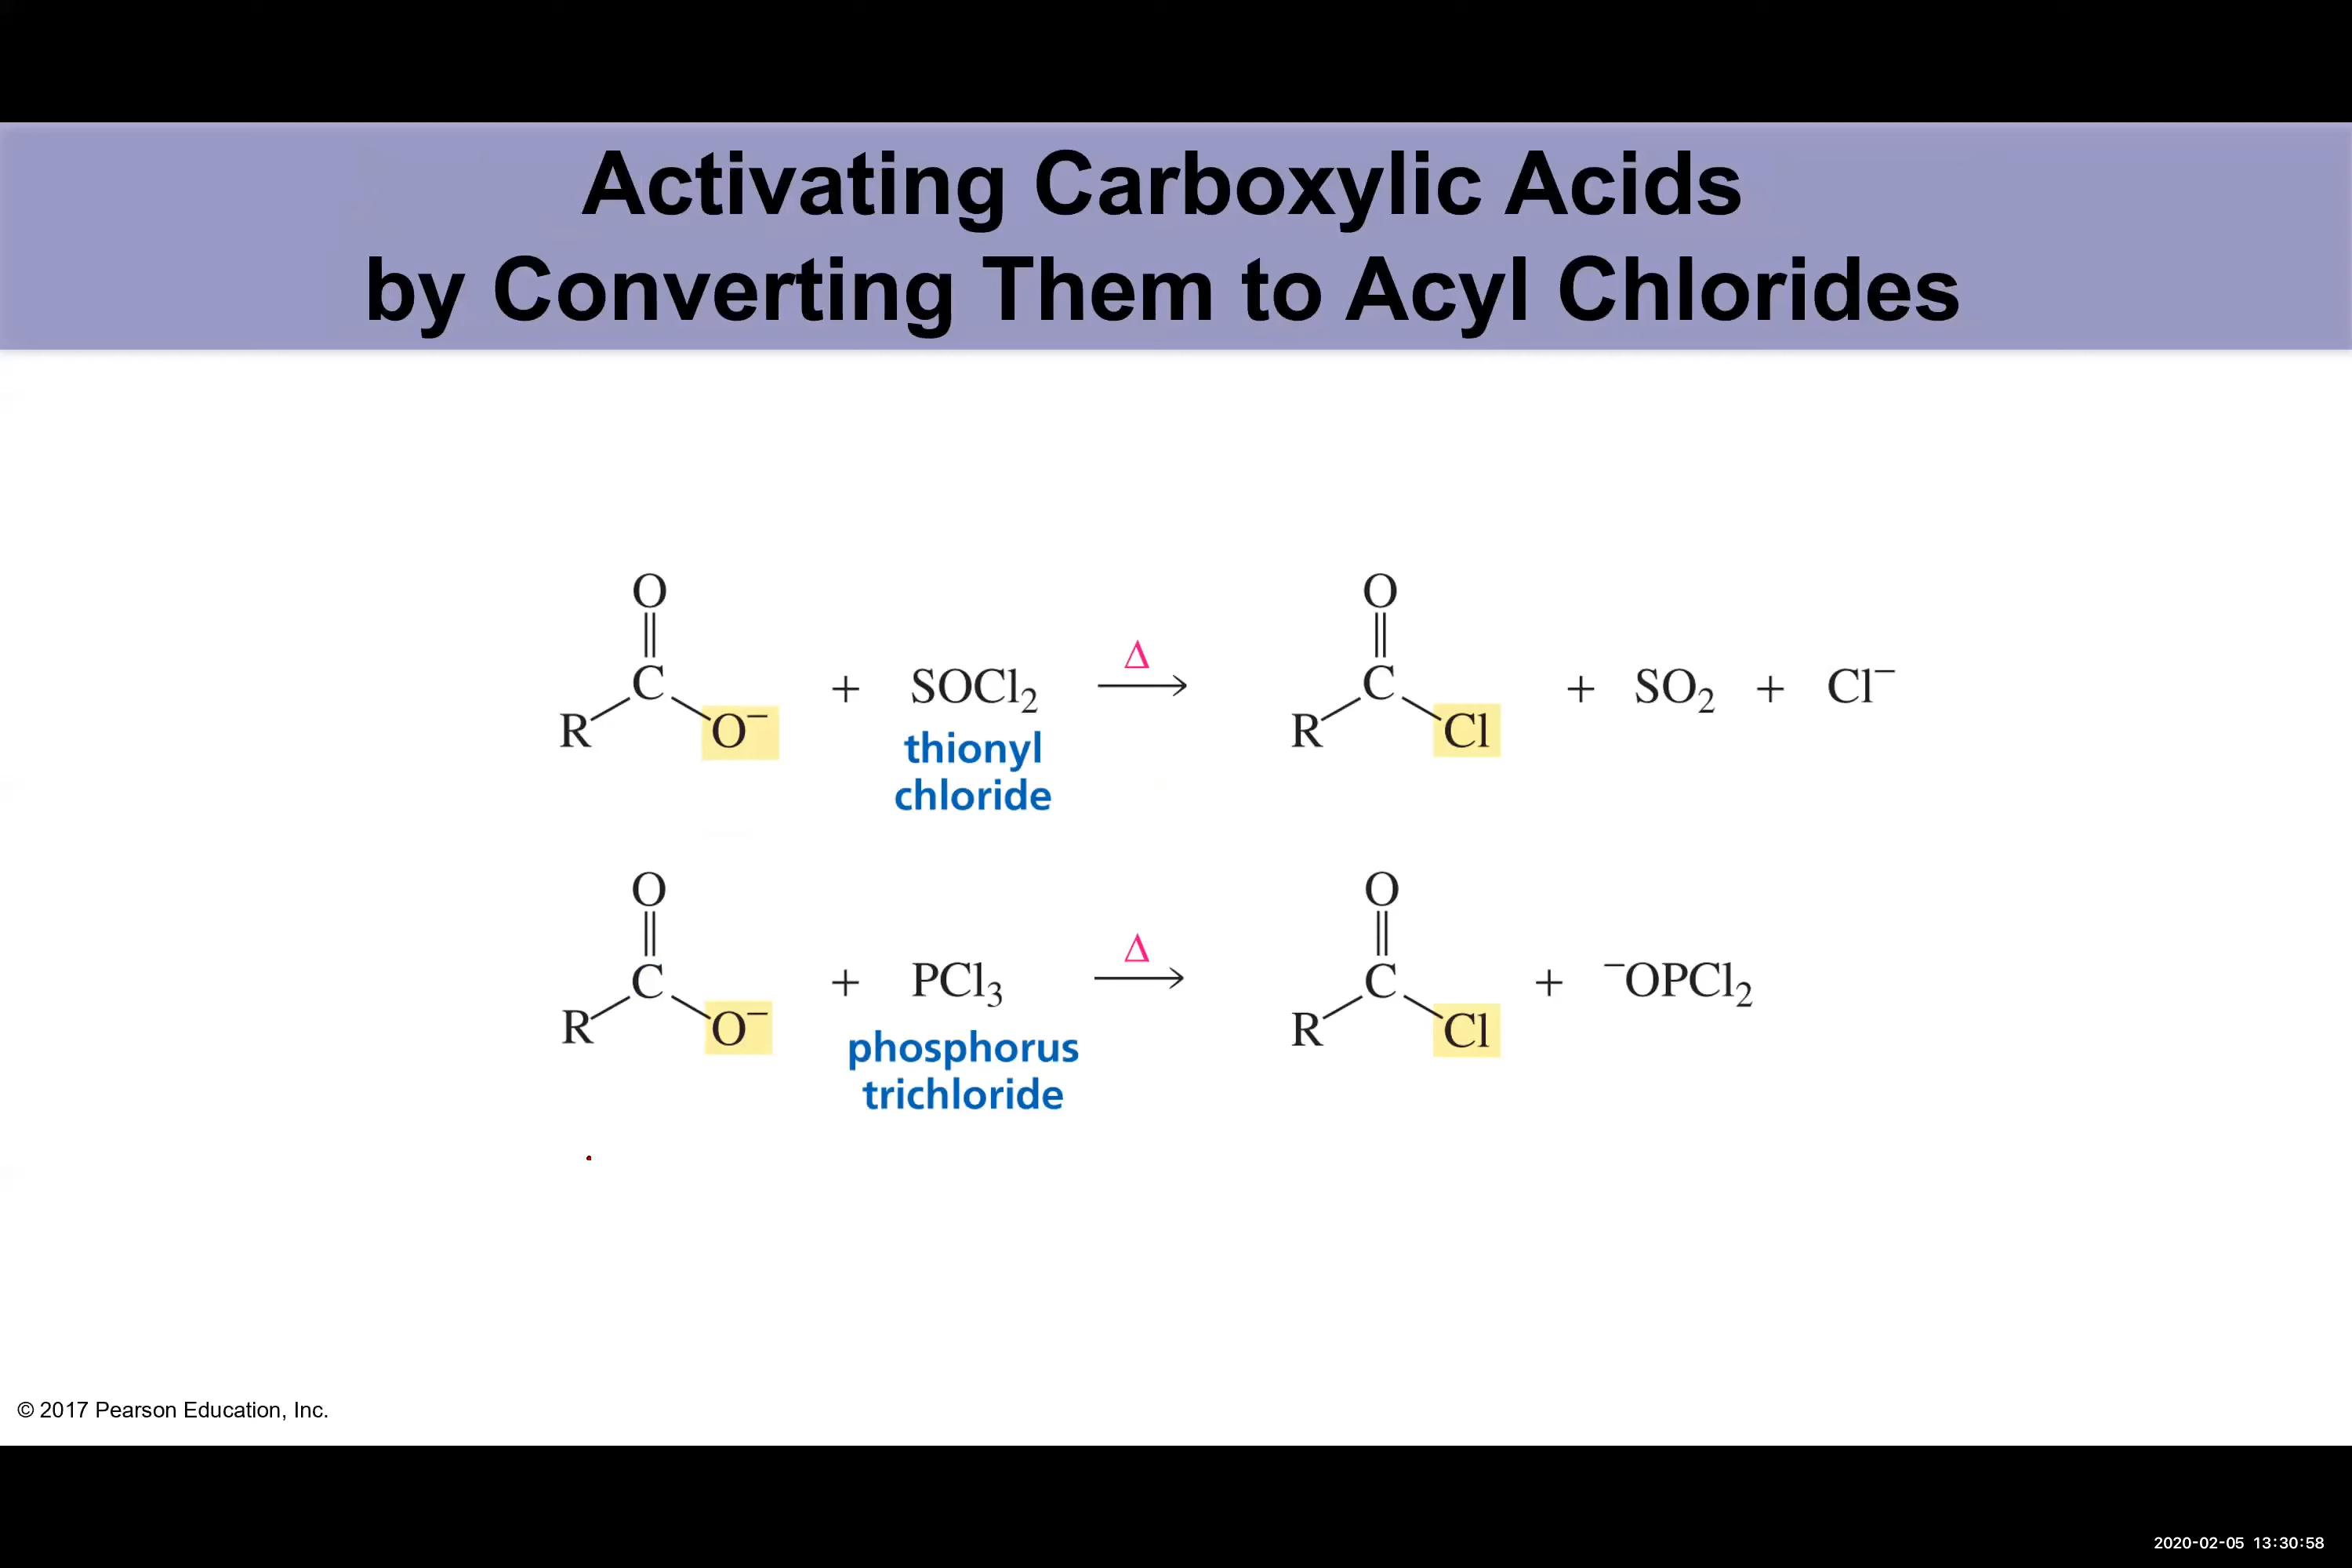 Activating Carboxylic Acids
by Converting Them to Acyl Chlorides
O
C
R
O⁻
+ SOCl₂
thionyl
chloride
Δ
O
C
R
Cl
+ SO₂ + Cl⁻
O
C
R
O⁻
+ PCl₃
phosphorus
trichloride
Δ
O
C
R
Cl
+ ⁻OPCl₂
© 2017 Pearson Education, Inc.
2020-02-05 13:30:58